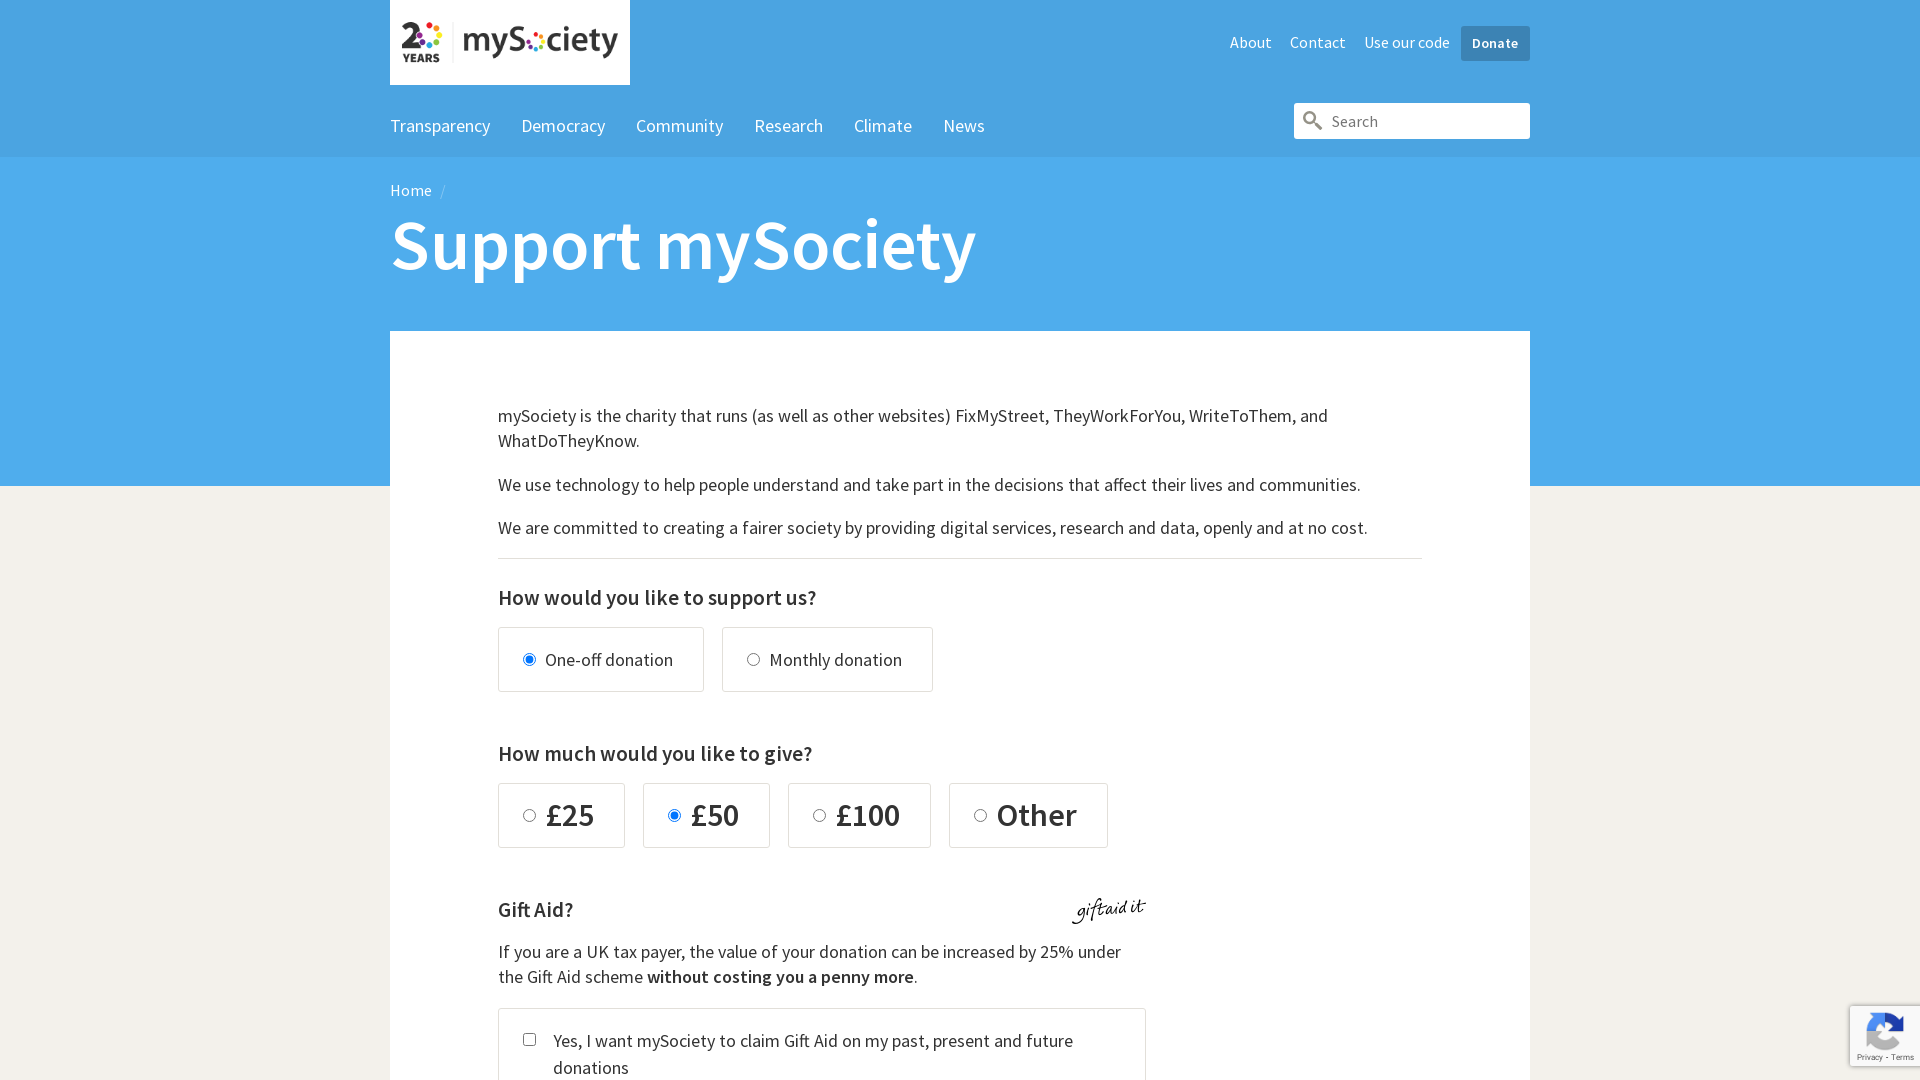 20 YEARS mySociety
About Contact Use our code Donate
Transparency Democracy Community Research Climate News
Search
Home /
Support mySociety
mySociety is the charity that runs (as well as other websites) FixMyStreet, TheyWorkForYou, WriteToThem, and
WhatDoTheyKnow.
We use technology to help people understand and take part in the decisions that affect their lives and communities.
We are committed to creating a fairer society by providing digital services, research and data, openly and at no cost.
How would you like to support us?
One-off donation Monthly donation
How much would you like to give?
£25 £50 £100 Other
Gift Aid? giftaid it
If you are a UK tax payer, the value of your donation can be increased by 25% under
the Gift Aid scheme without costing you a penny more.
Yes, I want mySociety to claim Gift Aid on my past, present and future
donations
Privacy - Terms